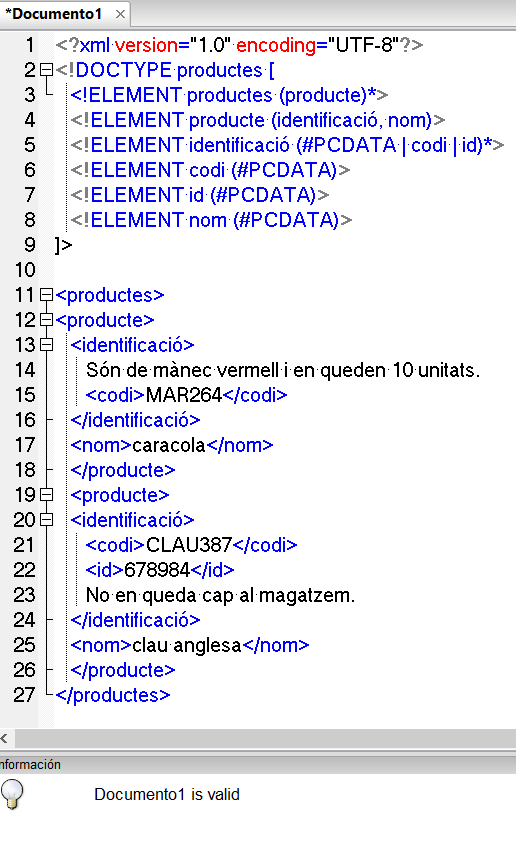 *Documento1 ×
1 <?xml version="1.0" encoding="UTF-8"?>
2 <!DOCTYPE productes [
3 <!ELEMENT productes (producte)*>
4 <!ELEMENT producte (identificació, nom)>
5 <!ELEMENT identificació (#PCDATA | codi | id)*>
6 <!ELEMENT codi (#PCDATA)>
7 <!ELEMENT id (#PCDATA)>
8 <!ELEMENT nom (#PCDATA)>
9 ]>
10
11 <productes>
12 <producte>
13 <identificació>
14 Són de mànec vermell i en queden 10 unitats.
15 <codi>MAR264</codi>
16 </identificació>
17 <nom>caracola</nom>
18 </producte>
19 <producte>
20 <identificació>
21 <codi>CLAU387</codi>
22 <id>678984</id>
23 No en queda cap al magatzem.
24 </identificació>
25 <nom>clau anglesa</nom>
26 </producte>
27 </productes>
nformación
Documento1 is valid